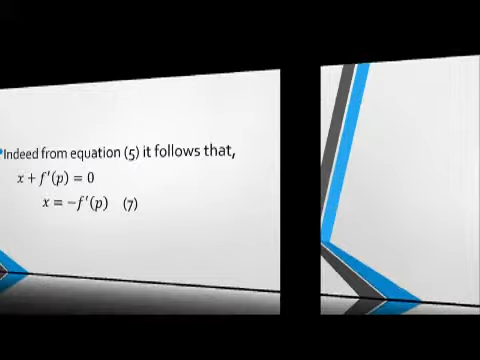 Indeed from equation (5) it follows that,
x + f'(p) = 0
x = −f'(p) (7)